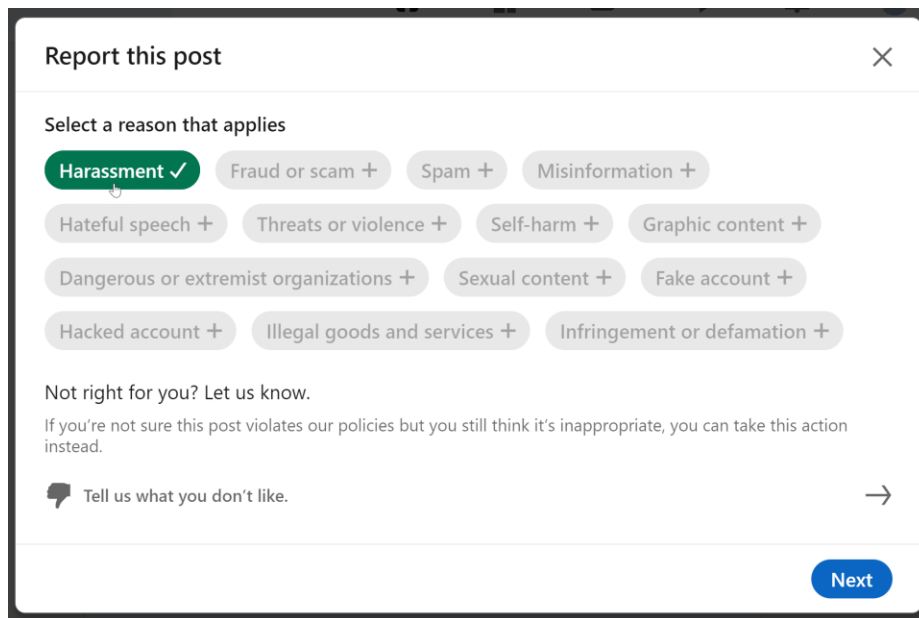 Report this post
Select a reason that applies
Harassment
Fraud or scam +
Spam +
Misinformation +
Hateful speech +
Threats or violence +
Self-harm +
Graphic content +
Dangerous or extremist organizations +
Sexual content +
Fake account +
Hacked account +
Illegal goods and services +
Infringement or defamation +
Not right for you? Let us know.
If you’re not sure this post violates our policies but you still think it’s inappropriate, you can take this action
instead.
Tell us what you don’t like.
Next